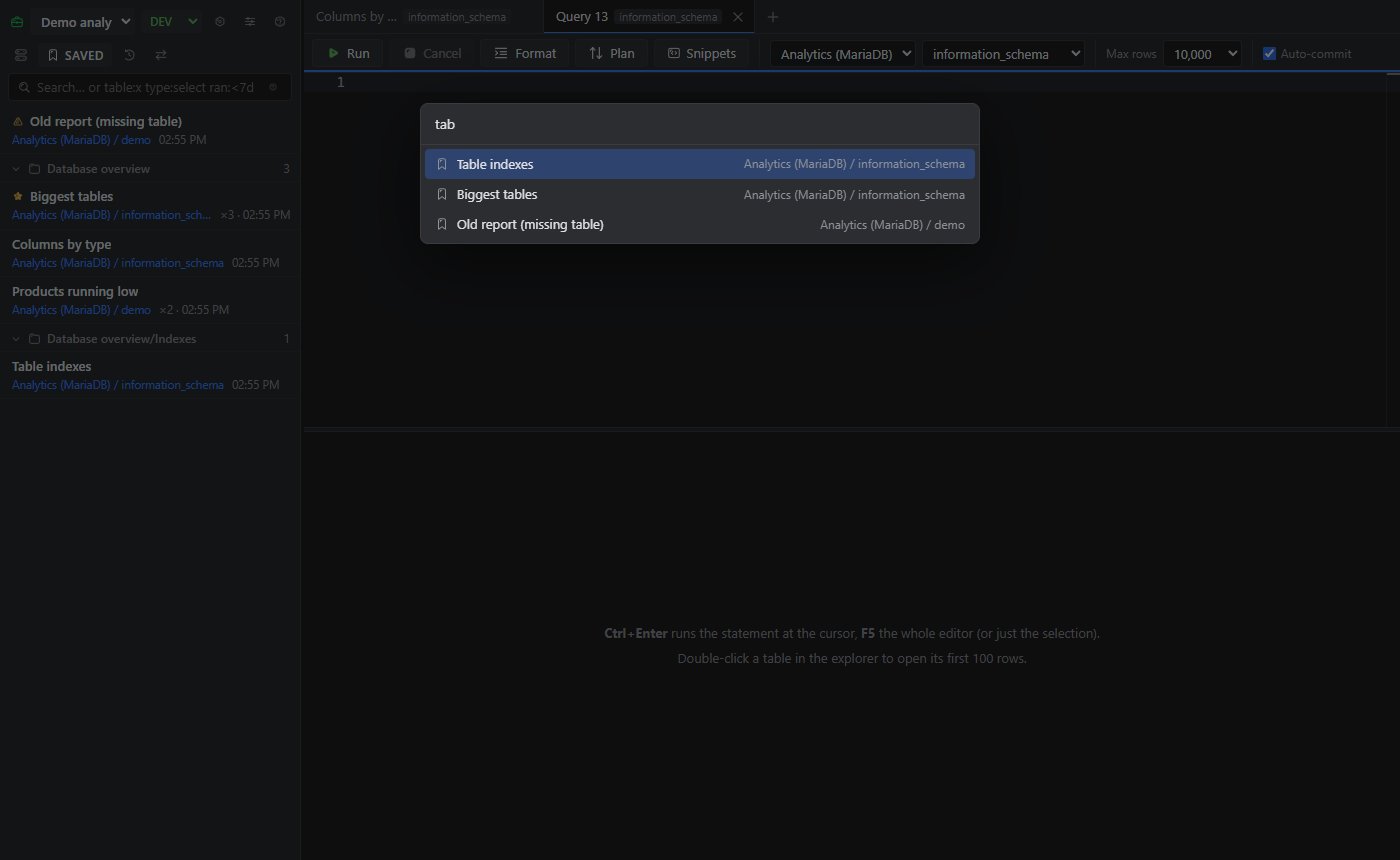 Demo analy DEV
SAVED
Search... or table:x type:select ran:<7d
Old report (missing table)
Analytics (MariaDB) / demo 02:55 PM
Database overview 3
Biggest tables
Analytics (MariaDB) / information_sch... ×3 · 02:55 PM
Columns by type
Analytics (MariaDB) / information_schema 02:55 PM
Products running low
Analytics (MariaDB) / demo ×2 · 02:55 PM
Database overview/Indexes 1
Table indexes
Analytics (MariaDB) / information_schema 02:55 PM
Columns by ... information_schema
Query 13 information_schema
Run Cancel Format Plan Snippets Analytics (MariaDB) information_schema Max rows 10,000 Auto-commit
1
tab
Table indexes Analytics (MariaDB) / information_schema
Biggest tables Analytics (MariaDB) / information_schema
Old report (missing table) Analytics (MariaDB) / demo
Ctrl+Enter runs the statement at the cursor, F5 the whole editor (or just the selection).
Double-click a table in the explorer to open its first 100 rows.